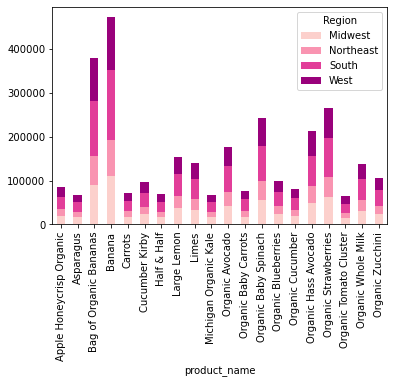 Region
Midwest
Northeast
South
West
400000
300000
200000
100000
0
Apple Honeycrisp Organic
Asparagus
Bag of Organic Bananas
Banana
Carrots
Cucumber Kirby
Half & Half
Large Lemon
Limes
Michigan Organic Kale
Organic Avocado
Organic Baby Carrots
Organic Baby Spinach
Organic Blueberries
Organic Cucumber
Organic Hass Avocado
Organic Strawberries
Organic Tomato Cluster
Organic Whole Milk
Organic Zucchini
product_name